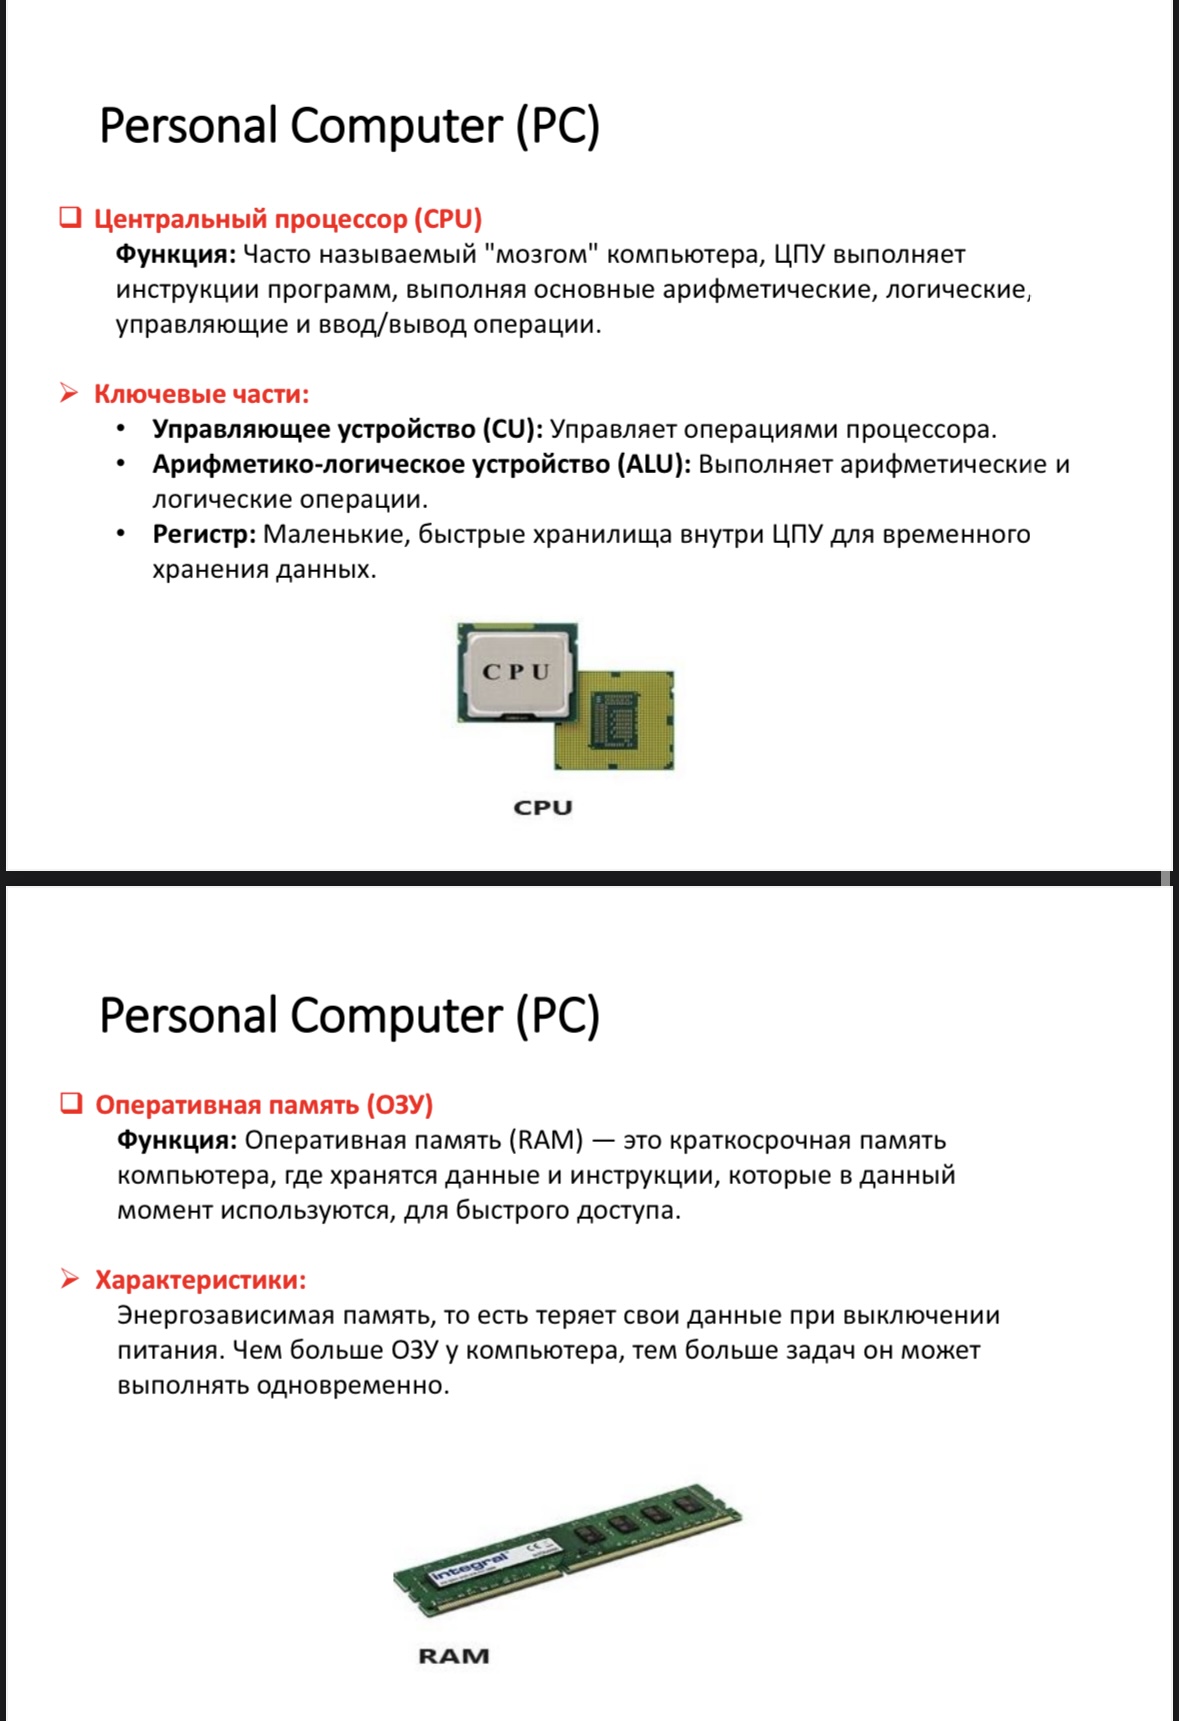 Personal Computer (PC)
Центральный процессор (CPU)
Функция: Часто называемый "мозгом" компьютера, ЦПУ выполняет
инструкции программ, выполняя основные арифметические, логические,
управляющие и ввод/вывод операции.
Ключевые части:
• Управляющее устройство (CU): Управляет операциями процессора.
• Арифметико-логическое устройство (ALU): Выполняет арифметические и
логические операции.
• Регистр: Маленькие, быстрые хранилища внутри ЦПУ для временного
хранения данных.
CPU
CPU
Personal Computer (PC)
Оперативная память (ОЗУ)
Функция: Оперативная память (RAM) — это краткосрочная память
компьютера, где хранятся данные и инструкции, которые в данный
момент используются, для быстрого доступа.
Характеристики:
Энергозависимая память, то есть теряет свои данные при выключении
питания. Чем больше ОЗУ у компьютера, тем больше задач он может
выполнять одновременно.
integral CE
RAM